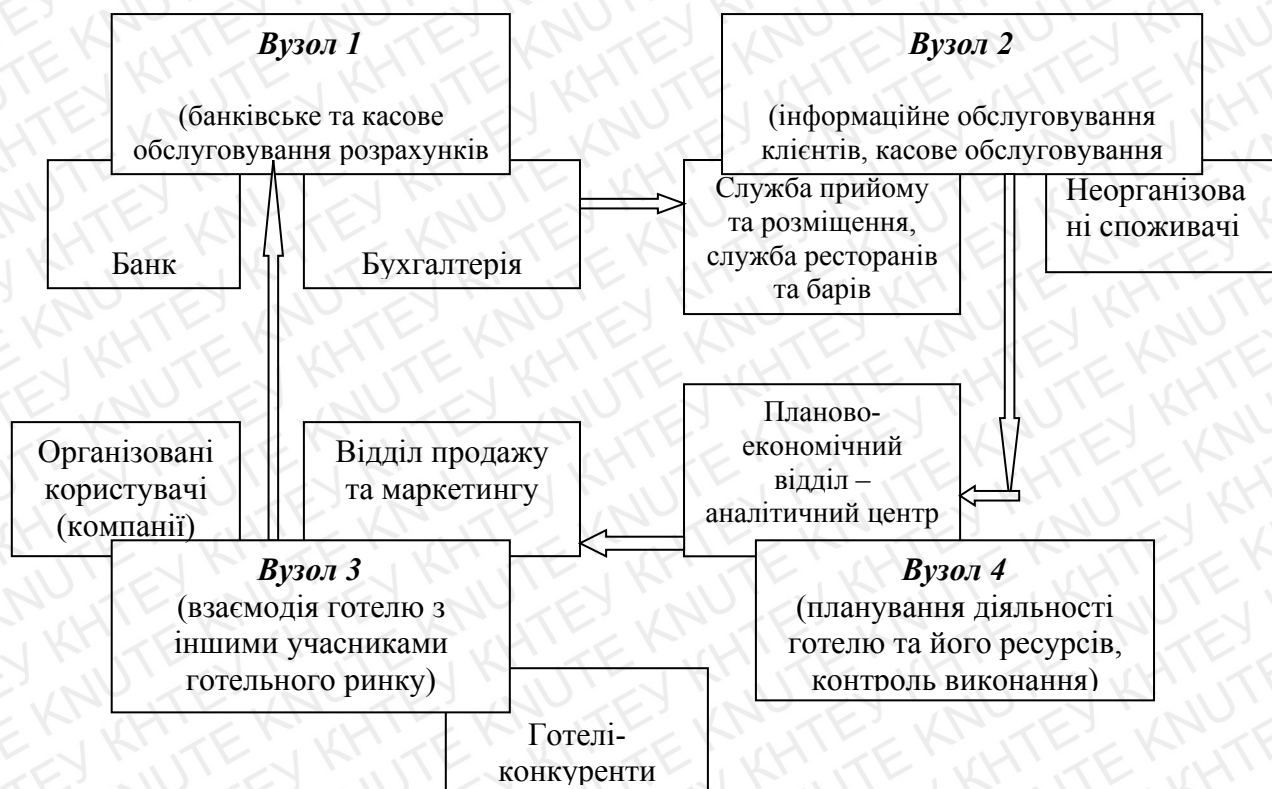 Вузол 1
(банківське та касове
обслуговування розрахунків
Банк
Бухгалтерія
Вузол 2
(інформаційне обслуговування
клієнтів, касове обслуговування
Служба прийому
та розміщення,
служба ресторанів
та барів
Неорганізова
ні споживачі
Організовані
користувачі
(компанії)
Відділ продажу
та маркетингу
Планово-
економічний
відділ –
аналітичний центр
Вузол 3
(взаємодія готелю з
іншими учасниками
готельного ринку)
Вузол 4
(планування діяльності
готелю та його ресурсів,
контроль виконання)
Готелі-
конкуренти
KNUTE КНТЕУ